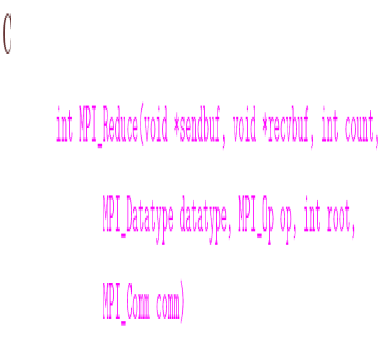 C
int MPI_Reduce(void *sendbuf, void *recvbuf, int count,
MPI_Datatype datatype, MPI_Op op, int root,
MPI_Comm comm)